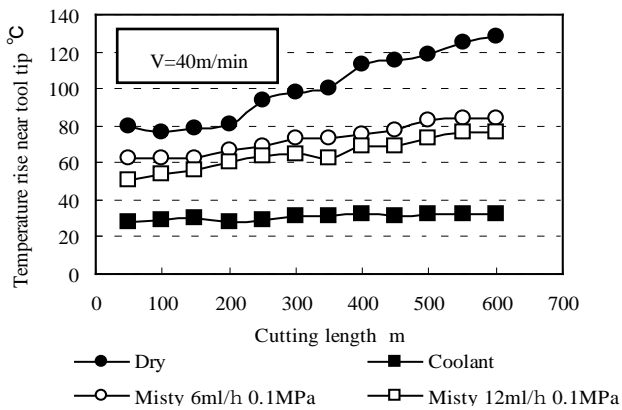 140
120
100
80
60
40
20
0
Temperature rise near tool tip ℃
V=40m/min
0 100 200 300 400 500 600 700
Cutting length m
Dry Coolant
Misty 6ml/h 0.1MPa Misty 12ml/h 0.1MPa